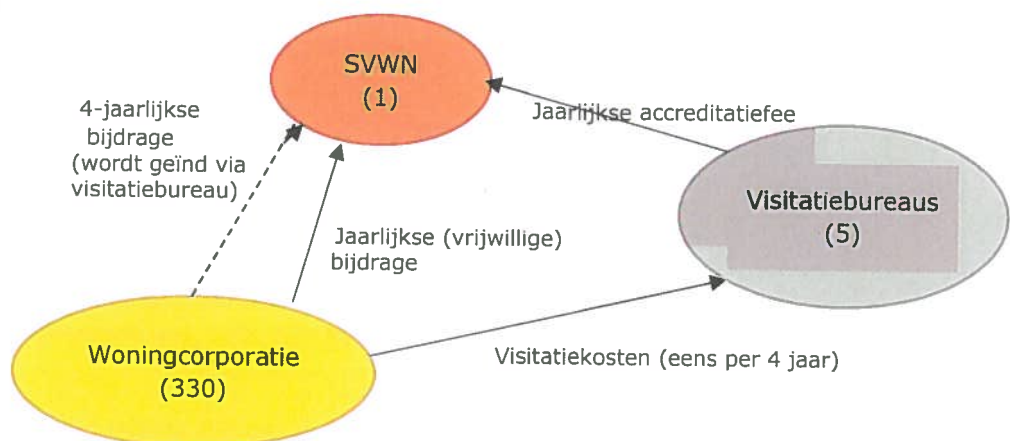 SVWN
(1)
4-jaarlijkse
bijdrage
(wordt geïnd via
visitatiebureau)
Jaarlijkse accreditatiefee
Visitatiebureaus
(5)
Jaarlijkse (vrijwillige)
bijdrage
Woningcorporatie
(330)
Visitatiekosten (eens per 4 jaar)